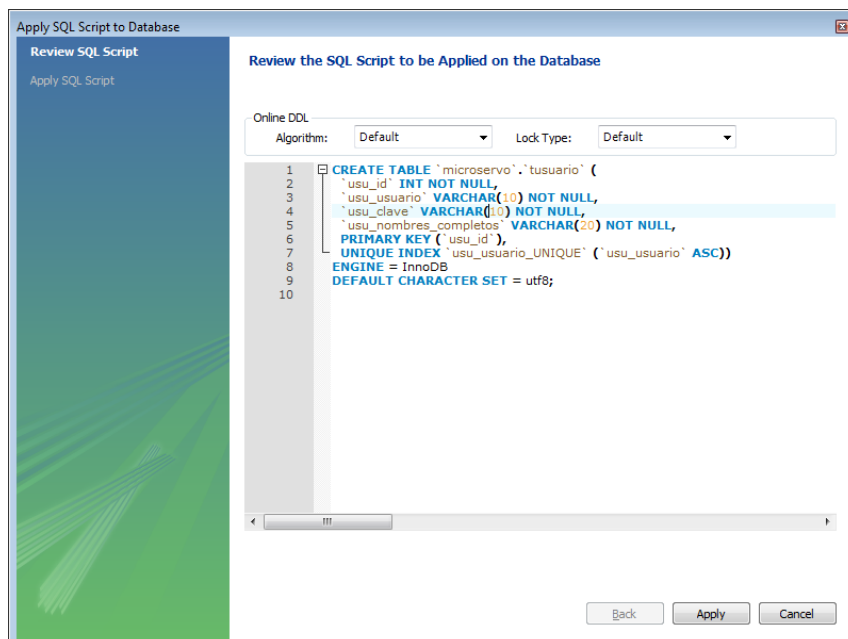 Apply SQL Script to Database
Review SQL Script
Apply SQL Script
Review the SQL Script to be Applied on the Database
Online DDL
Algorithm: Default Lock Type: Default
1 CREATE TABLE `microservo`.`tusuario` (
2 `usu_id` INT NOT NULL,
3 `usu_usuario` VARCHAR(10) NOT NULL,
4 `usu_clave` VARCHAR(10) NOT NULL,
5 `usu_nombres_completos` VARCHAR(20) NOT NULL,
6 PRIMARY KEY (`usu_id`),
7 UNIQUE INDEX `usu_usuario_UNIQUE` (`usu_usuario` ASC))
8 ENGINE = InnoDB
9 DEFAULT CHARACTER SET = utf8;
10
Back Apply Cancel